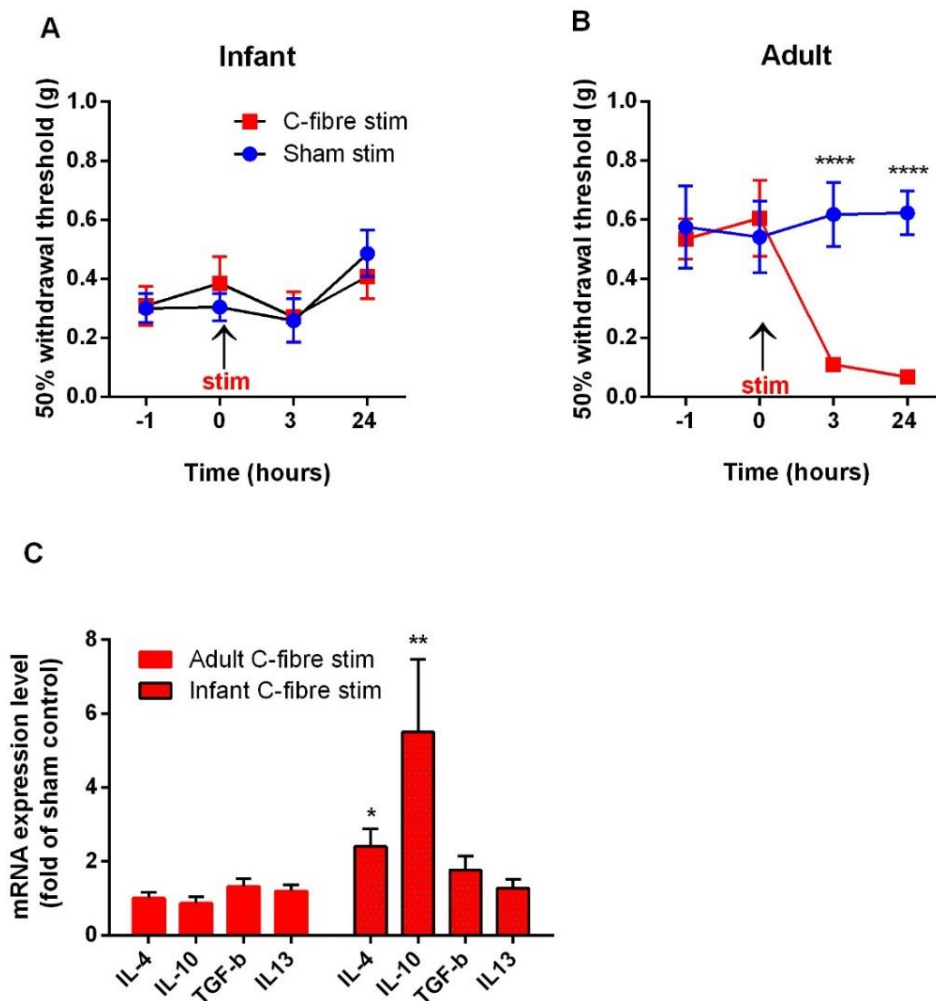 A
Infant
50% withdrawal threshold (g)
1.0
0.8
0.6
0.4
0.2
0.0
C-fibre stim
Sham stim
stim
-1 0 3 24
Time (hours)
B
Adult
50% withdrawal threshold (g)
1.0
0.8
0.6
0.4
0.2
0.0
**** ****
stim
-1 0 3 24
Time (hours)
C
mRNA expression level
(fold of sham control)
8
6
4
2
0
Adult C-fibre stim
Infant C-fibre stim
* **
IL-4 IL-10 TGF-b IL13 IL-4 IL-10 TGF-b IL13